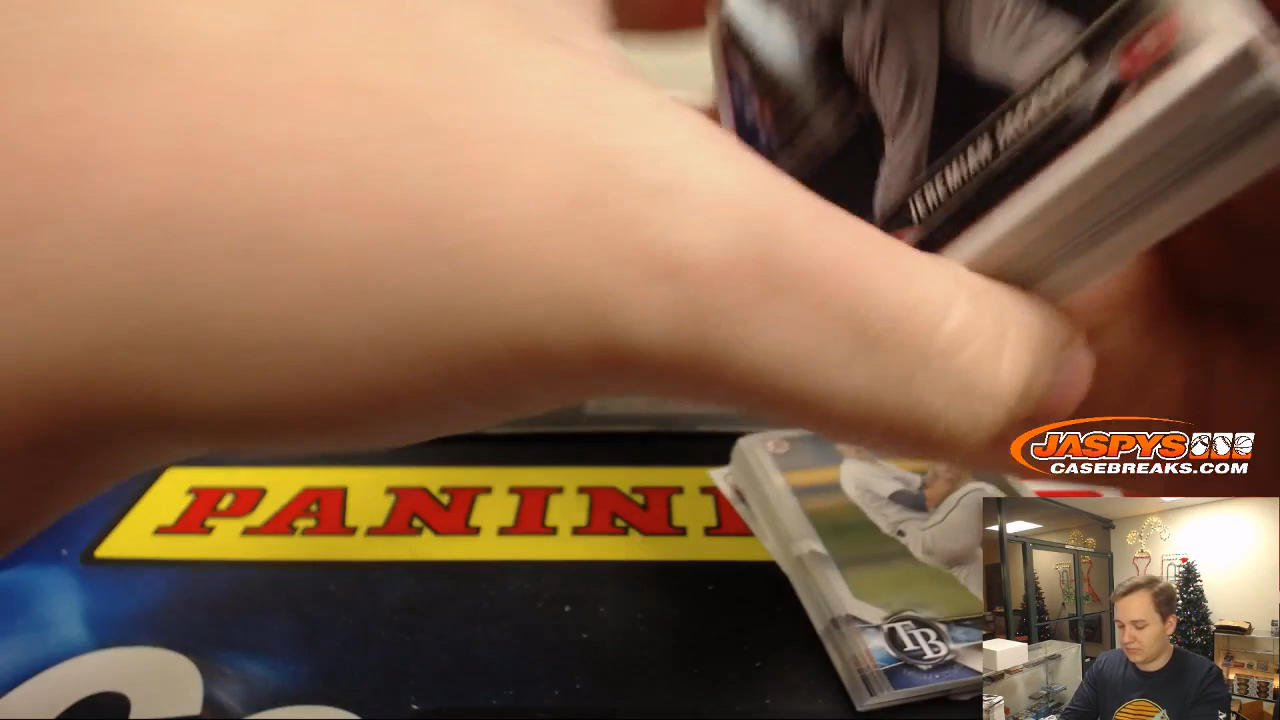 JEREMIAH JACKSON
JASPYS
CASEBREAKS.COM
PANINI
TB